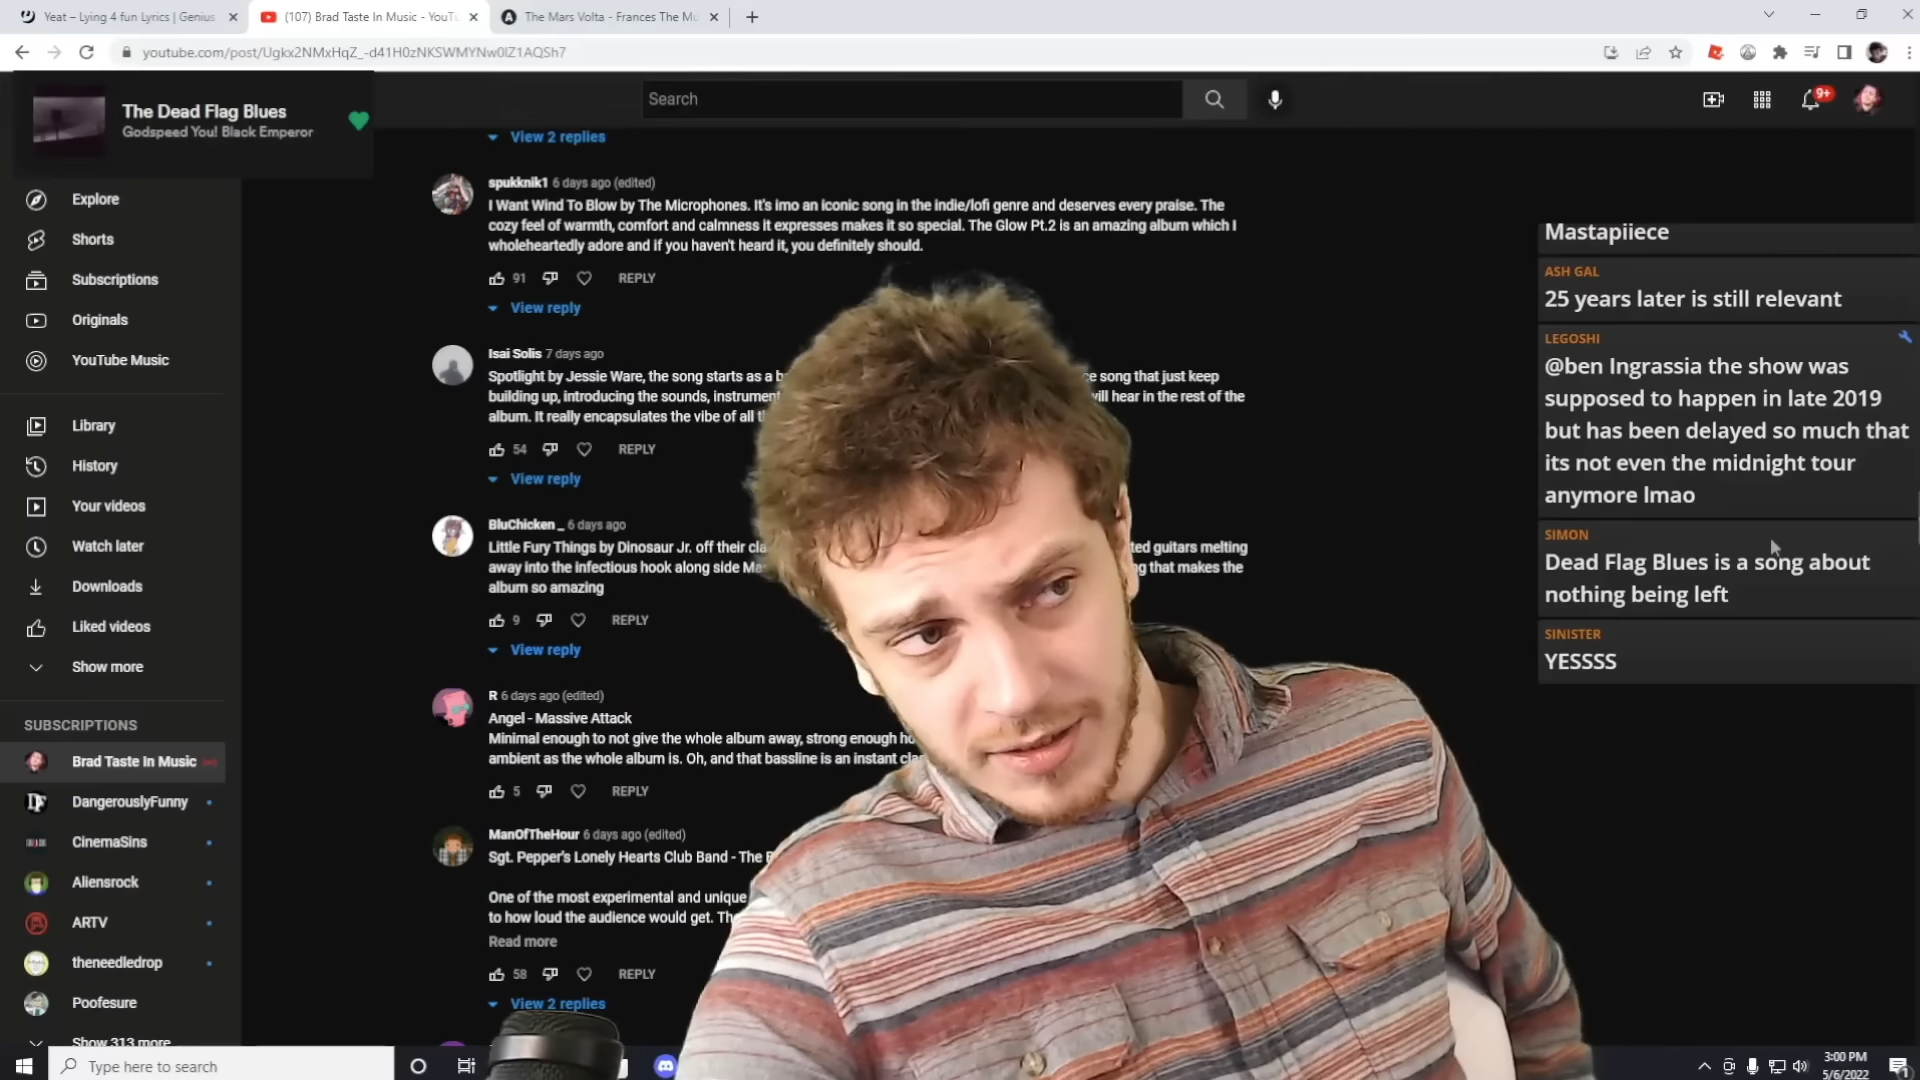 Yeat – Lying 4 fun Lyrics | Genius
(107) Brad Taste In Music - YouTu
The Mars Volta - Frances The Mu
youtube.com/post/Ugkx2NMxHqZ_-d41H0zNKSWMYNw0lZ1AQSh7
The Dead Flag Blues
Godspeed You! Black Emperor
Search
9+
Explore
Shorts
Subscriptions
Originals
YouTube Music
Library
History
Your videos
Watch later
Downloads
Liked videos
Show more
SUBSCRIPTIONS
Brad Taste In Music
DangerouslyFunny
CinemaSins
Aliensrock
ARTV
theneedledrop
Poofesure
Show 313 more
View 2 replies
spukknik1 6 days ago (edited)
I Want Wind To Blow by The Microphones. It's imo an iconic song in the indie/lofi genre and deserves every praise. The
cozy feel of warmth, comfort and calmness it expresses makes it so special. The Glow Pt.2 is an amazing album which I
wholeheartedly adore and if you haven't heard it, you definitely should.
91 REPLY
View reply
Isai Solis 7 days ago
Spotlight by Jessie Ware, the song starts as a b ce song that just keep
building up, introducing the sounds, instrument will hear in the rest of the
album. It really encapsulates the vibe of all t
54 REPLY
View reply
BluChicken _ 6 days ago
Little Fury Things by Dinosaur Jr. off their cla ted guitars melting
away into the infectious hook along side Ma g that makes the
album so amazing
9 REPLY
View reply
R 6 days ago (edited)
Angel - Massive Attack
Minimal enough to not give the whole album away, strong enough ho
ambient as the whole album is. Oh, and that bassline is an instant cla
5 REPLY
ManOfTheHour 6 days ago (edited)
Sgt. Pepper's Lonely Hearts Club Band - The B
One of the most experimental and unique
to how loud the audience would get. Th
Read more
58 REPLY
View 2 replies
Mastapiiece
ASH GAL
25 years later is still relevant
LEGOSHI
@ben Ingrassia the show was
supposed to happen in late 2019
but has been delayed so much that
its not even the midnight tour
anymore lmao
SIMON
Dead Flag Blues is a song about
nothing being left
SINISTER
YESSSS
Type here to search
3:00 PM
5/6/2022
1